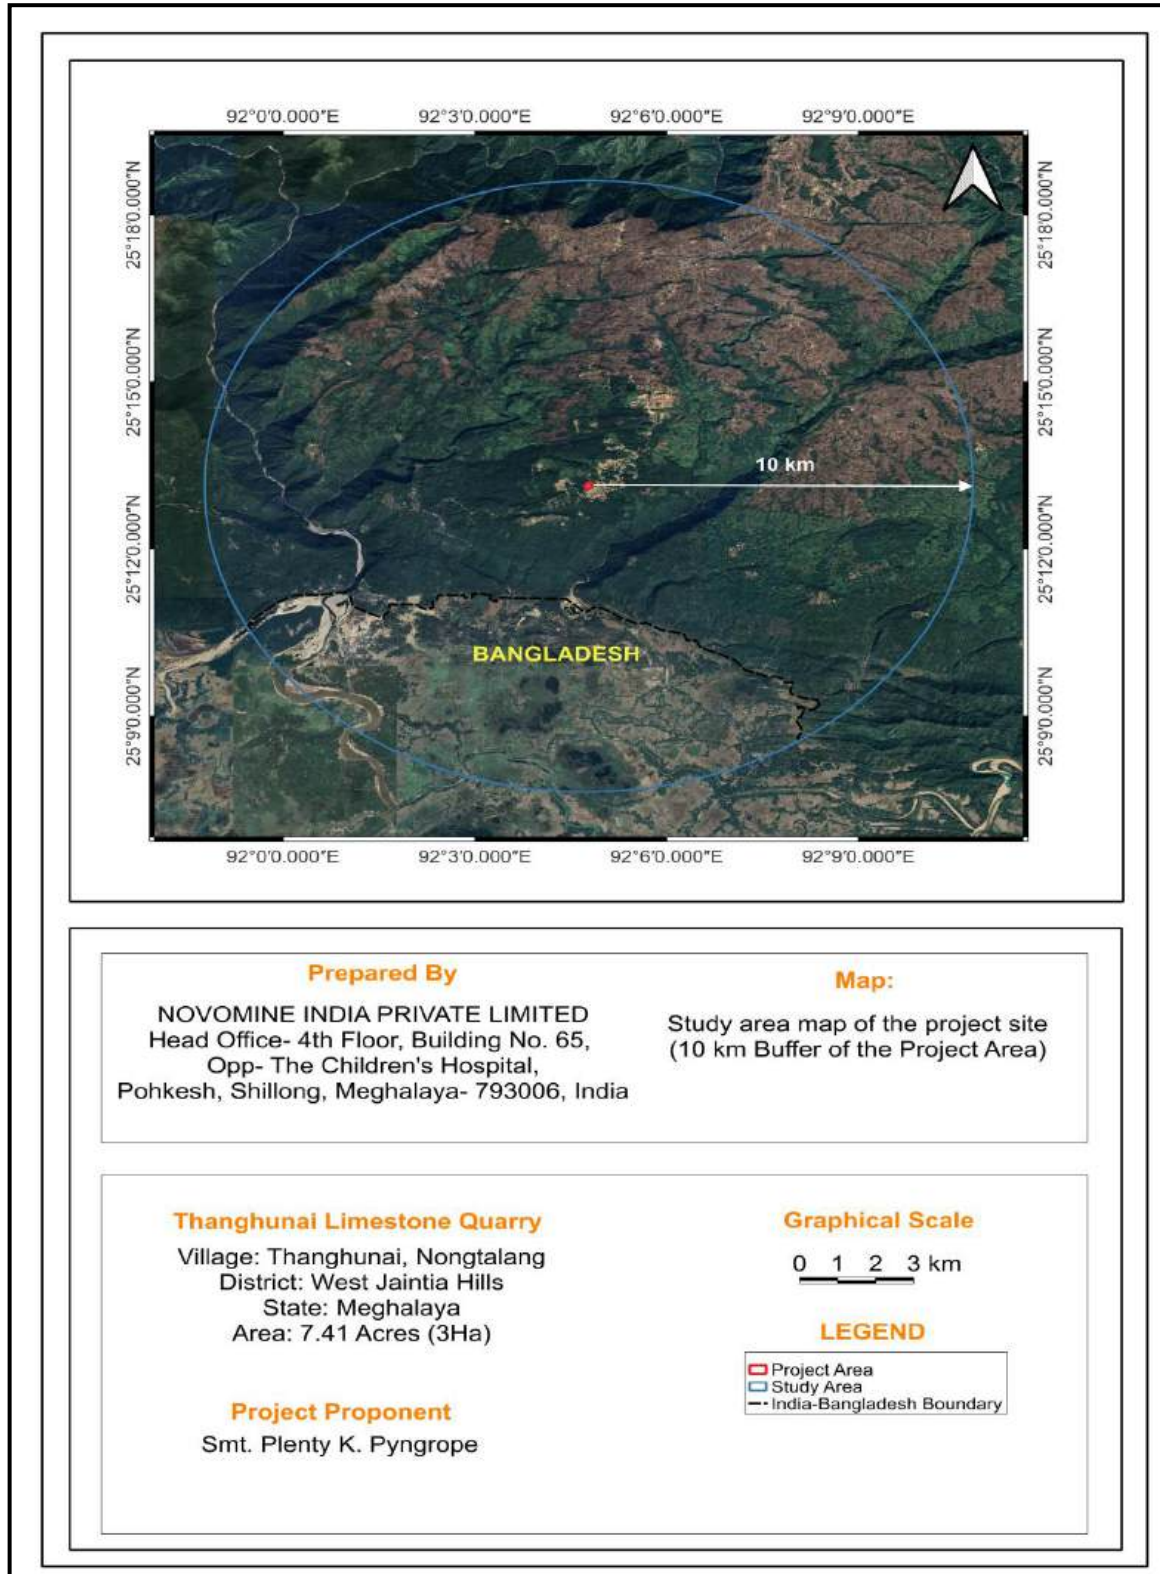 92°0'0.000"E 92°3'0.000"E 92°6'0.000"E 92°9'0.000"E
25°18'0.000"N
25°18'0.000"N
25°15'0.000"N
25°15'0.000"N
10 km
25°12'0.000"N
25°12'0.000"N
BANGLADESH
25°9'0.000"N
25°9'0.000"N
92°0'0.000"E 92°3'0.000"E 92°6'0.000"E 92°9'0.000"E
Prepared By
NOVOMINE INDIA PRIVATE LIMITED
Head Office- 4th Floor, Building No. 65,
Opp- The Children's Hospital,
Pohkesh, Shillong, Meghalaya- 793006, India
Map:
Study area map of the project site
(10 km Buffer of the Project Area)
Thanghunai Limestone Quarry
Village: Thanghunai, Nongtalang
District: West Jaintia Hills
State: Meghalaya
Area: 7.41 Acres (3Ha)
Project Proponent
Smt. Plenty K. Pyngrope
Graphical Scale
0 1 2 3 km
LEGEND
Project Area
Study Area
India-Bangladesh Boundary